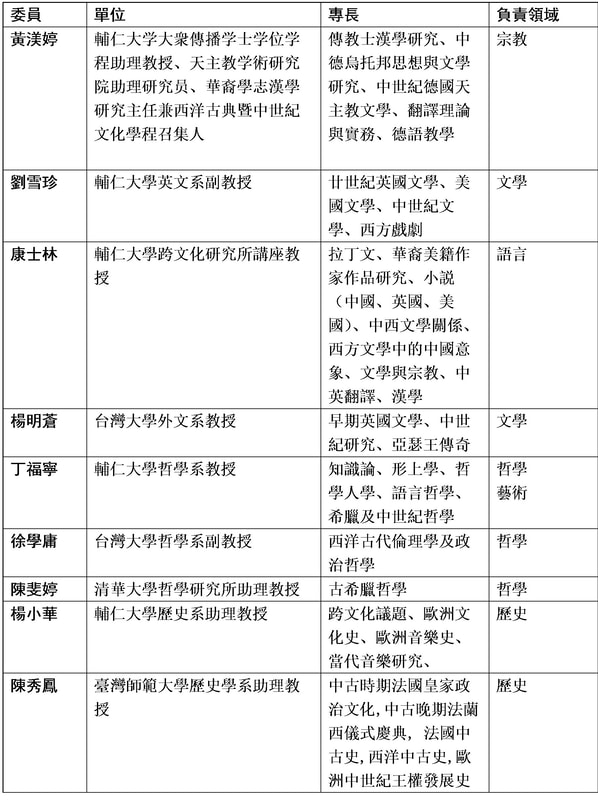 委員 單位 專長 負責領域
黃渼婷 輔仁大学大衆傳播学士学位学 傳教士漢學研究、中 宗教
程助理教授、天主教学術研究 德烏托邦思想與文學
院助理研究员、華裔學志漢學 研究、中世紀德國天
研究主任兼西洋古典暨中世紀 主教文學、翻譯理論
文化學程召集人 與實務、德語教學
劉雪珍 輔仁大學英文系副教授 廿世紀英國文學、美 文學
國文學、中世紀文
學、西方戲劇
康士林 輔仁大學跨文化研究所講座教 拉丁文、華裔美籍作 語言
授 家作品研究、小説
（中國、英國、美
國）、中西文學關係、
西方文學中的中國意
象、文學與宗教、中
英翻譯、漢學
楊明蒼 台灣大學外文系教授 早期英國文學、中世 文學
紀研究、亞瑟王傳奇
丁福寧 輔仁大學哲學系教授 知識論、形上學、哲 哲學
學人學、語言哲學、 藝術
希臘及中世紀哲學
徐學庸 台灣大學哲學系副教授 西洋古代倫理學及政 哲學
治哲學
陳斐婷 清華大學哲學研究所助理教授 古希臘哲學 哲學
楊小華 輔仁大學歷史系助理教授 跨文化議題、歐洲文 歷史
化史、歐洲音樂史、
當代音樂研究、
陳秀鳳 臺灣師範大學歷史學系助理教 中古時期法國皇家政 歷史
授 治文化,中古晚期法蘭
西儀式慶典, 法國中
古史,西洋中古史,歐
洲中世紀王權發展史